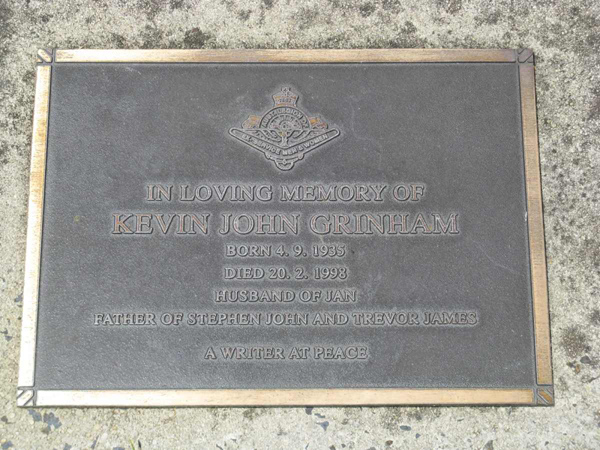 IN LOVING MEMORY OF
KEVIN JOHN GRINHAM
BORN 4. 9. 1935
DIED 20. 2. 1998
HUSBAND OF JAN
FATHER OF STEPHEN JOHN AND TREVOR JAMES
A WRITER AT PEACE